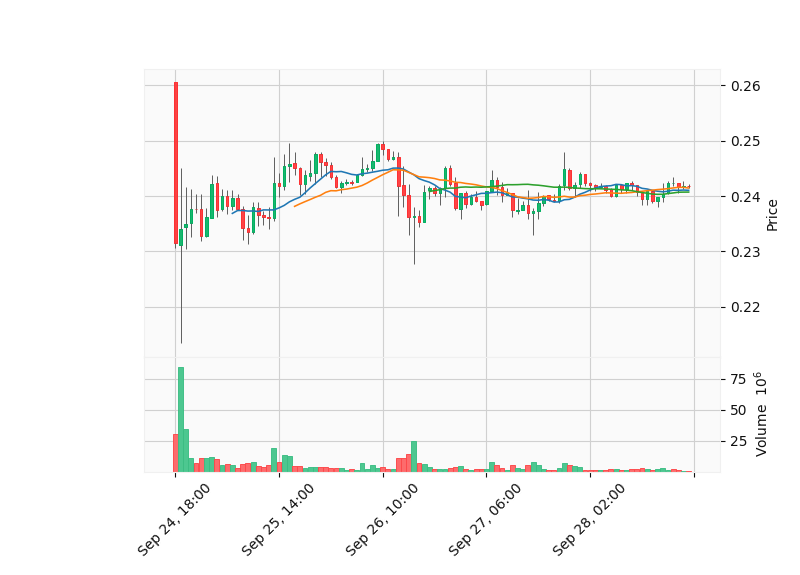 0.26
0.25
0.24
0.23
0.22
Price
75
50
25
Volume 10^6
Sep 24, 18:00
Sep 25, 14:00
Sep 26, 10:00
Sep 27, 06:00
Sep 28, 02:00